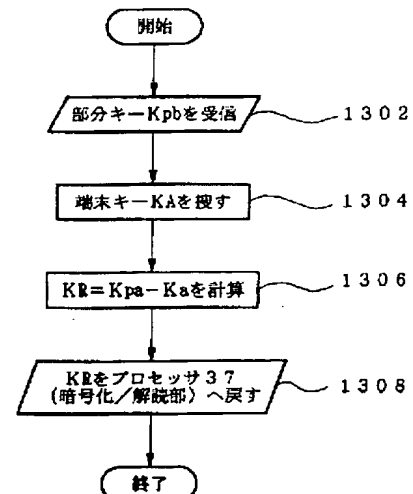 開始
部分キーKpbを受信
1302
端末キーKAを捜す
1304
KR=Kpa-Kaを計算
1306
KRをプロセッサ37
(暗号化/解読部)へ戻す
1308
終了